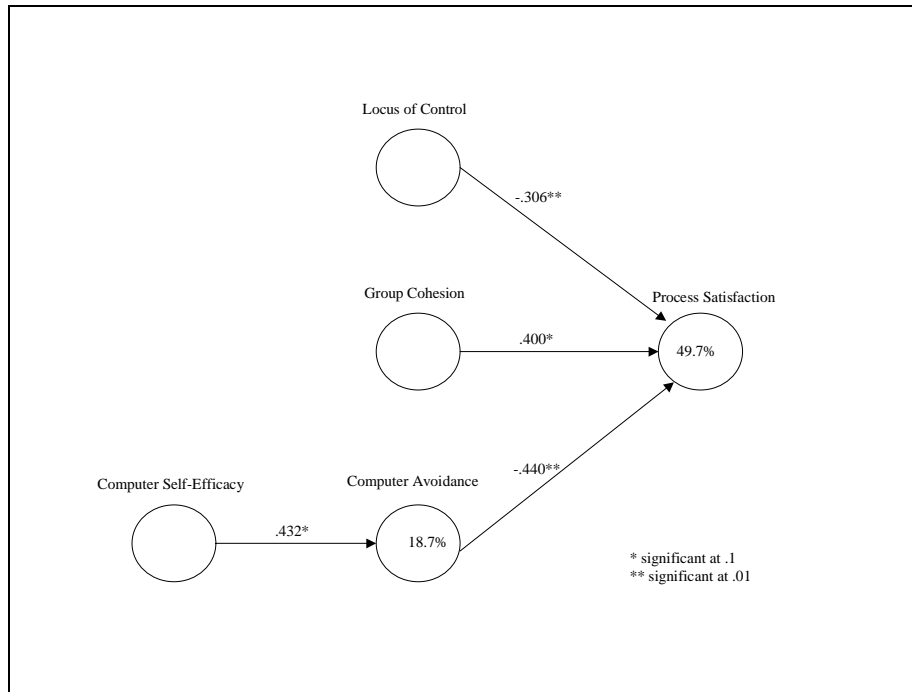 Locus of Control
-.306**
Group Cohesion
Process Satisfaction
.400*
49.7%
-.440**
Computer Self-Efficacy
Computer Avoidance
.432*
18.7%
* significant at .1
** significant at .01